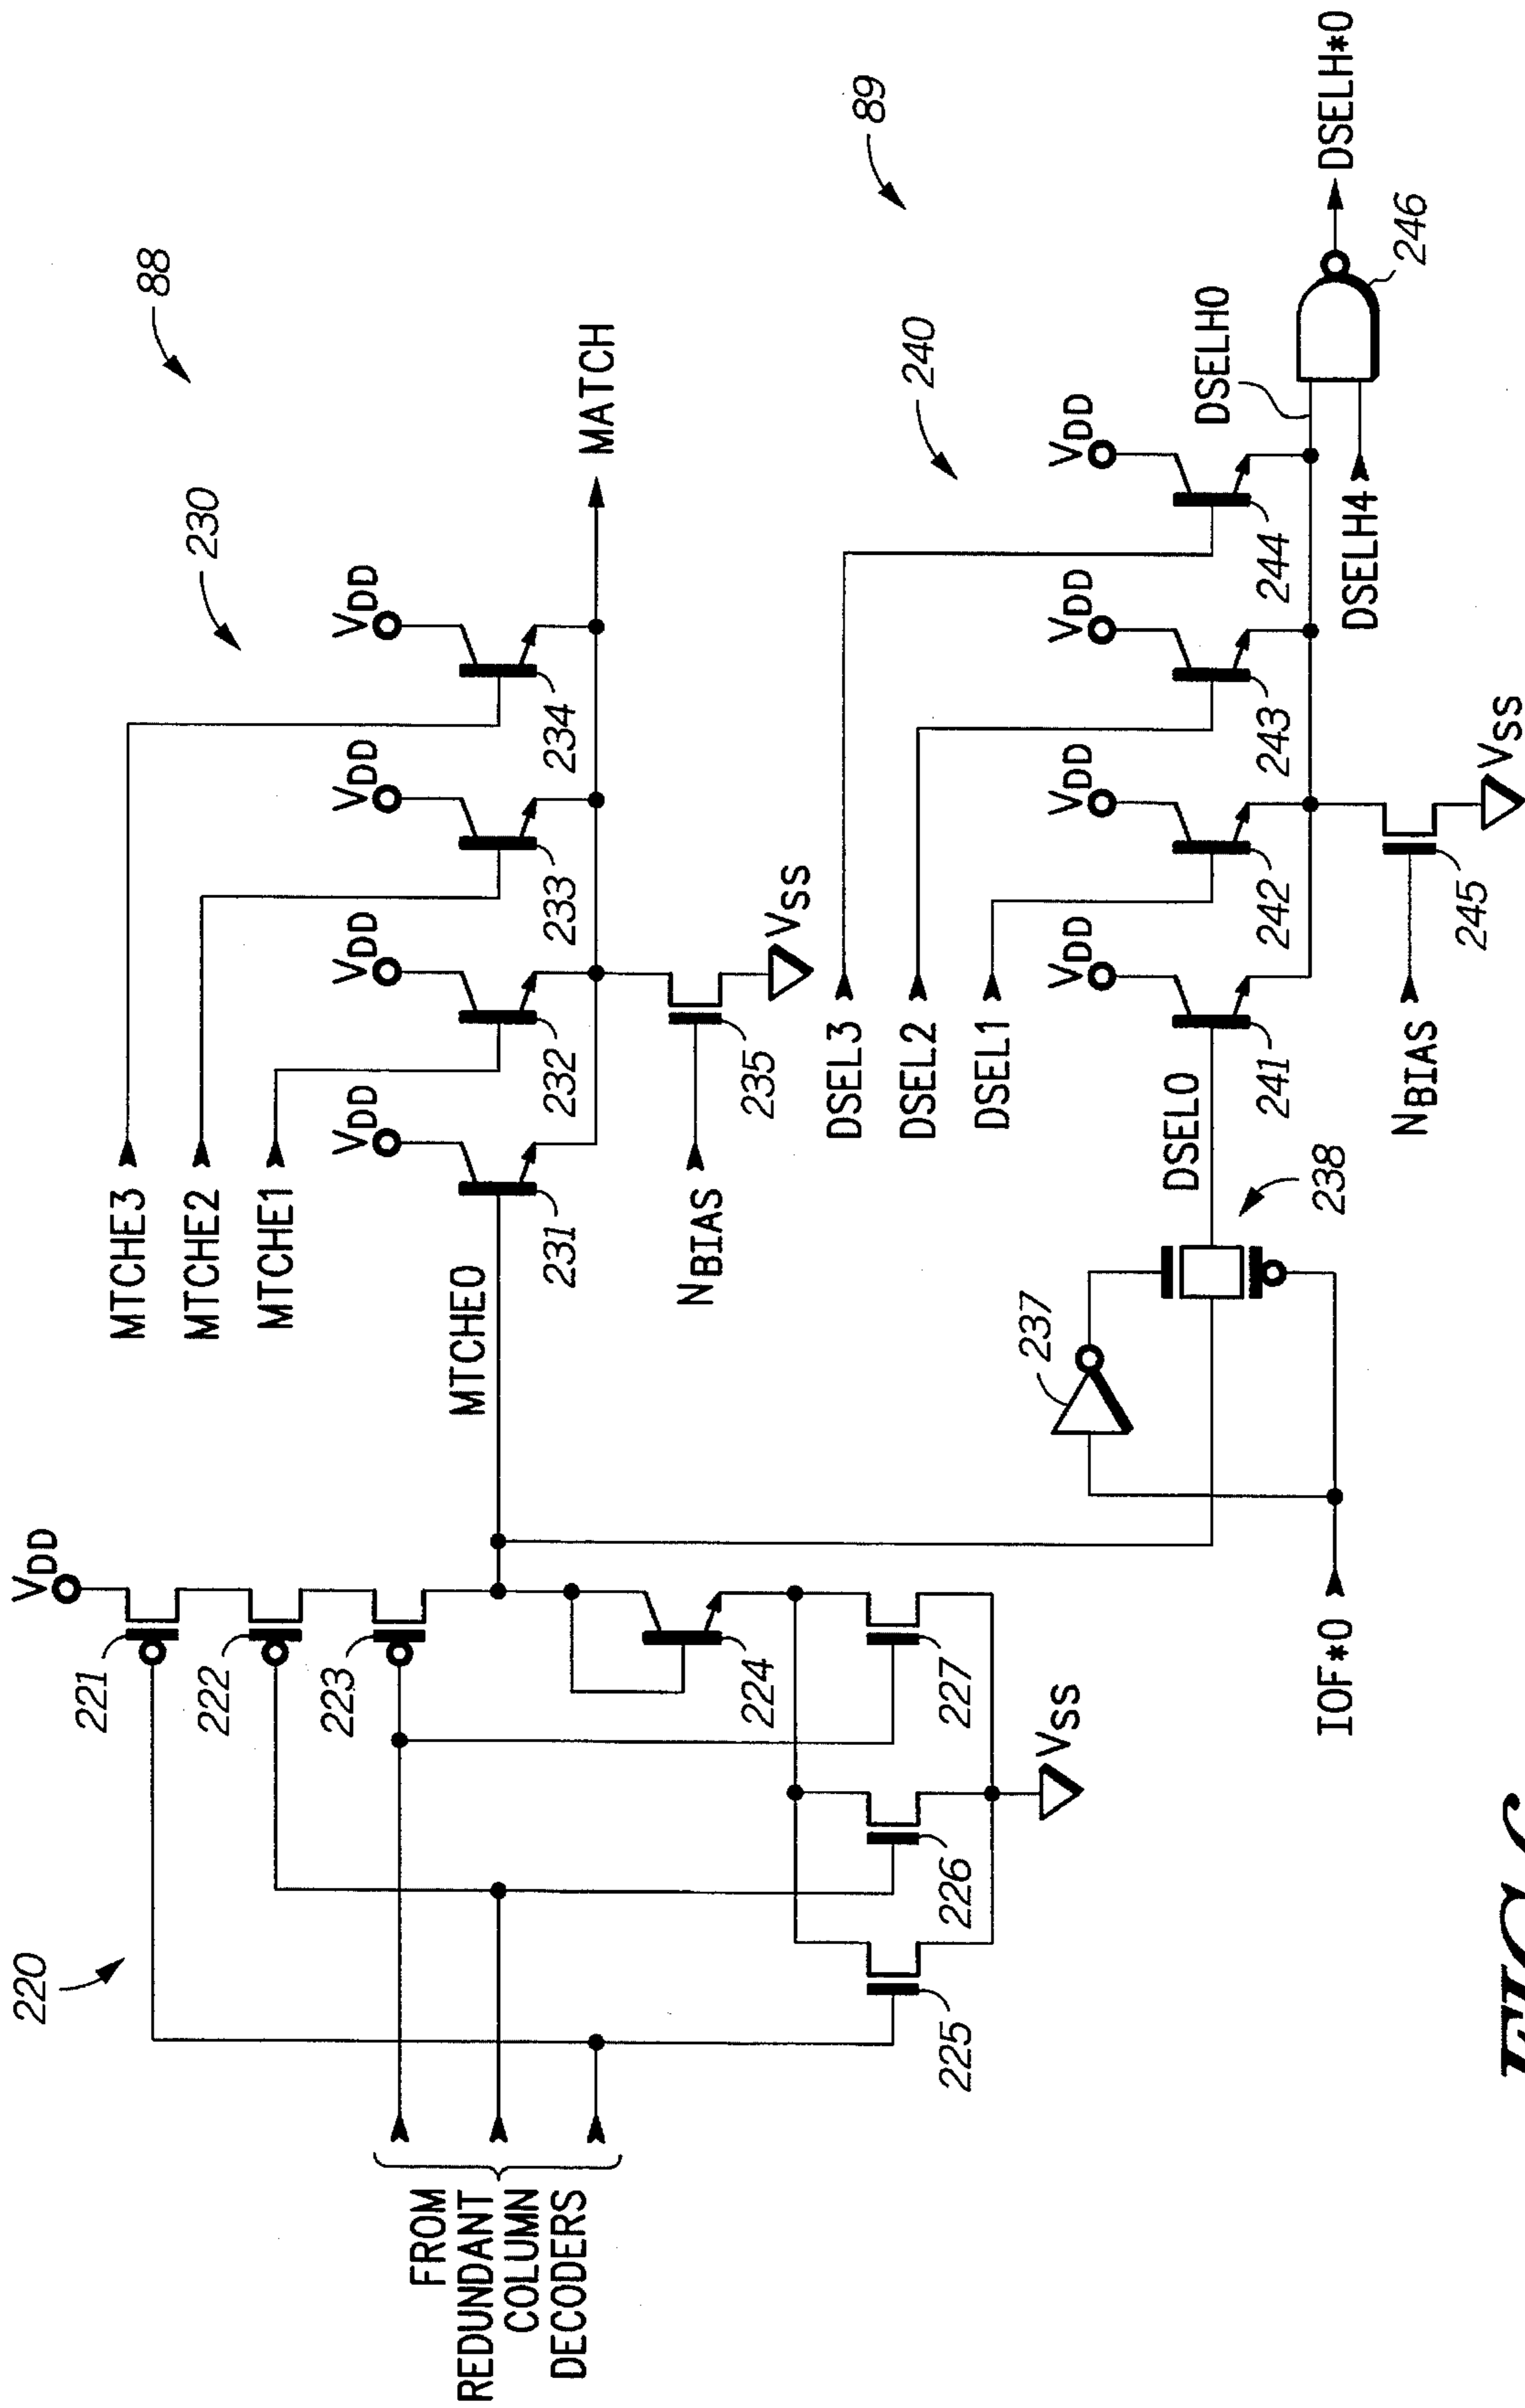 88
230
MTCHE3
MTCHE2
MTCHE1
VDD
VDD
VDD
VDD
VDD
MTCHE0
MATCH
231
232
233
234
NBIAS
235
VSS
220
221
222
223
224
225
226
227
VSS
FROM
REDUNDANT
COLUMN
DECODERS
89
240
DSEL3
DSEL2
DSEL1
VDD
VDD
VDD
VDD
DSEL0
DSELH0
241
242
243
244
DSELH4
246
DSELH*0
237
238
IOF*0
NBIAS
245
VSS